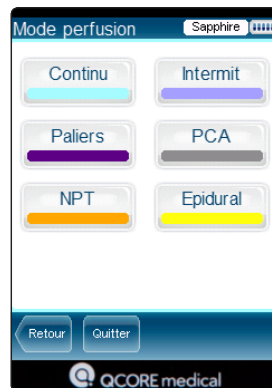 Mode perfusion Sapphire
Continu Intermit
Paliers PCA
NPT Epidural
Retour Quitter
QCORE medical